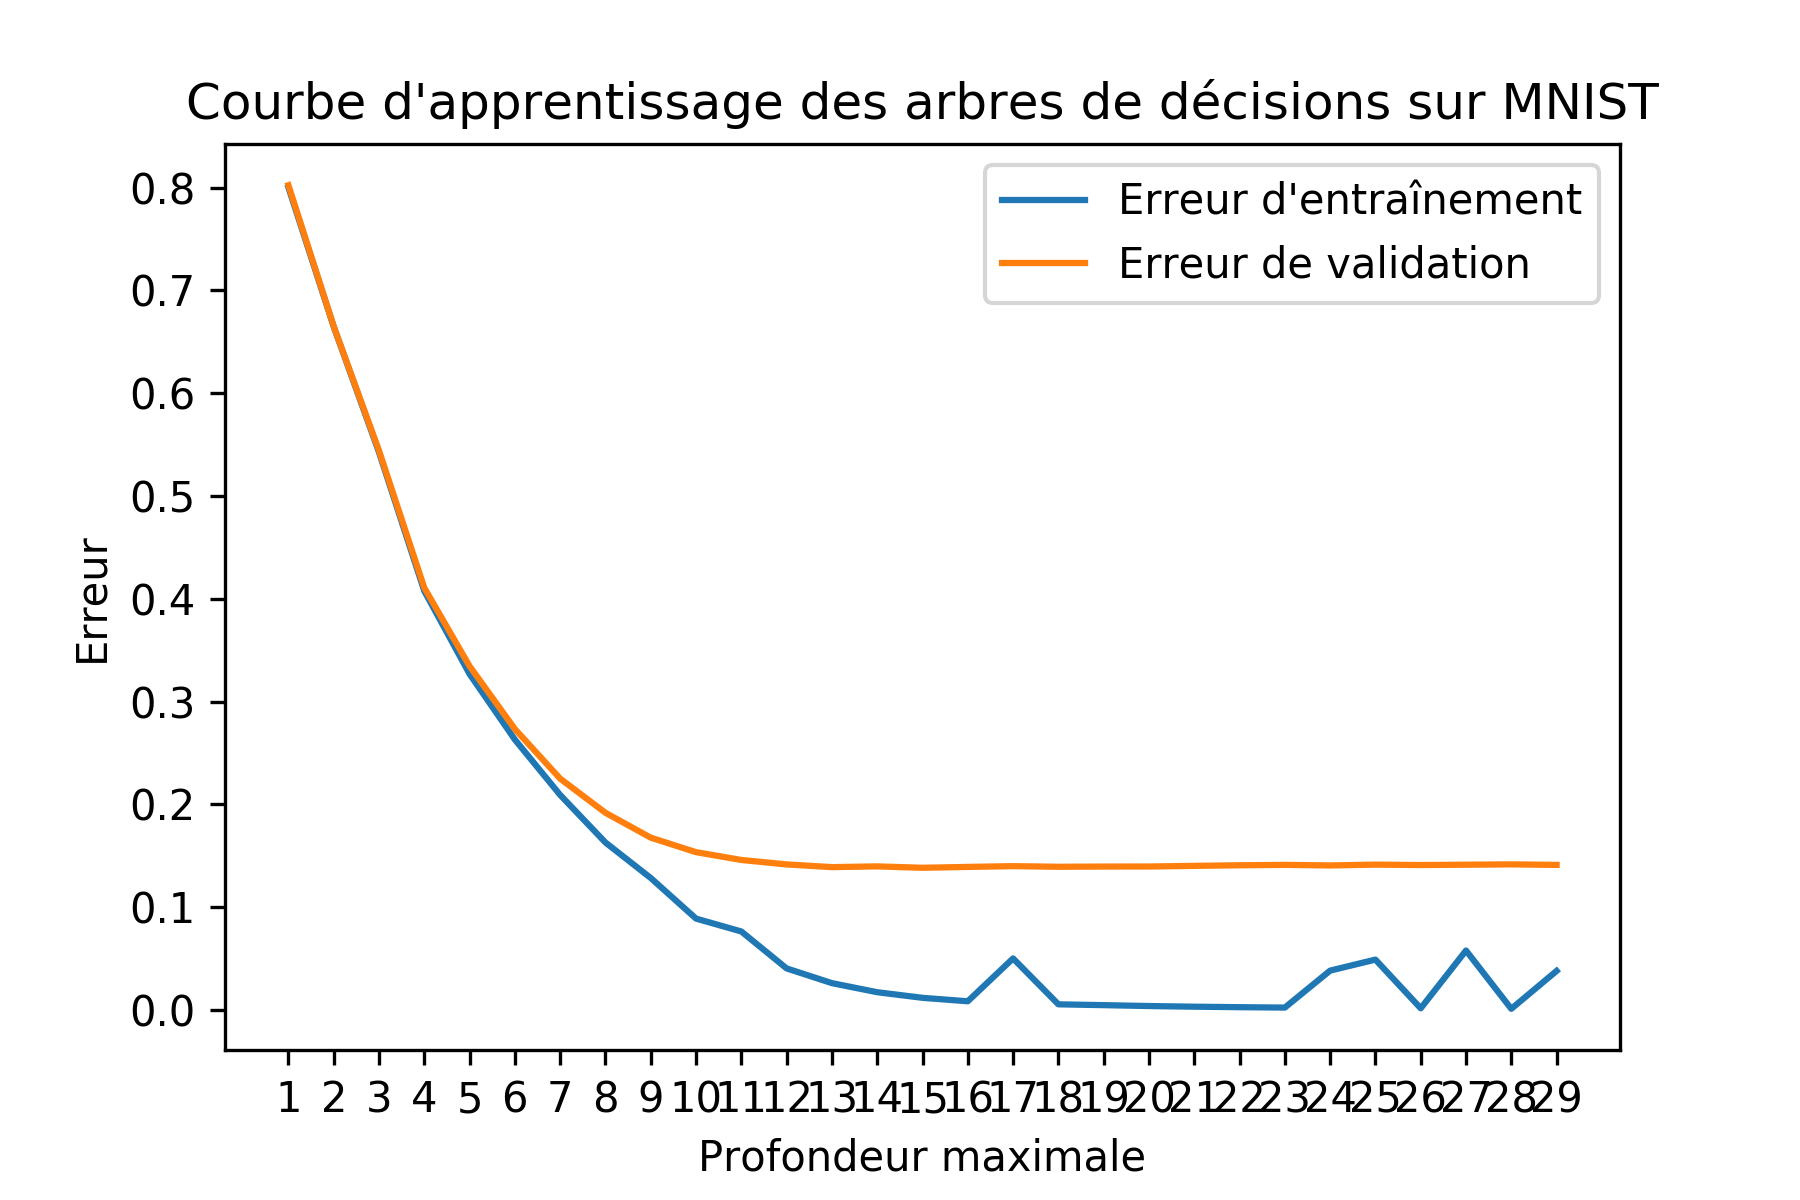 Courbe d'apprentissage des arbres de décisions sur MNIST
Erreur d'entraînement
Erreur de validation
0.8
0.7
0.6
0.5
0.4
0.3
0.2
0.1
0.0
Erreur
1 2 3 4 5 6 7 8 9 10 11 12 13 14 15 16 17 18 19 20 21 22 23 24 25 26 27 28 29
Profondeur maximale